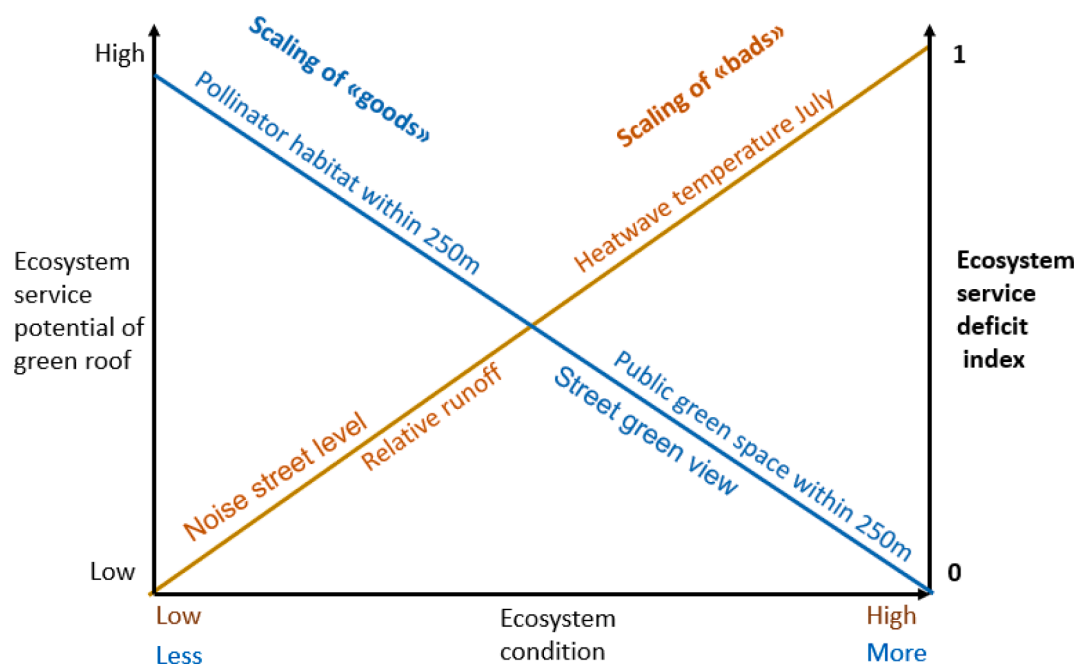 High
Scaling of
«goods»
Scaling of «bads»
1
Pollinator habitat within 250m
Heatwave temperature July
Ecosystem
service
potential of
green roof
Ecosystem
service
deficit
index
Noise street level
Relative runoff
Public green space within 250m
Street green view
Low
0
Low
Ecosystem
condition
High
Less
More